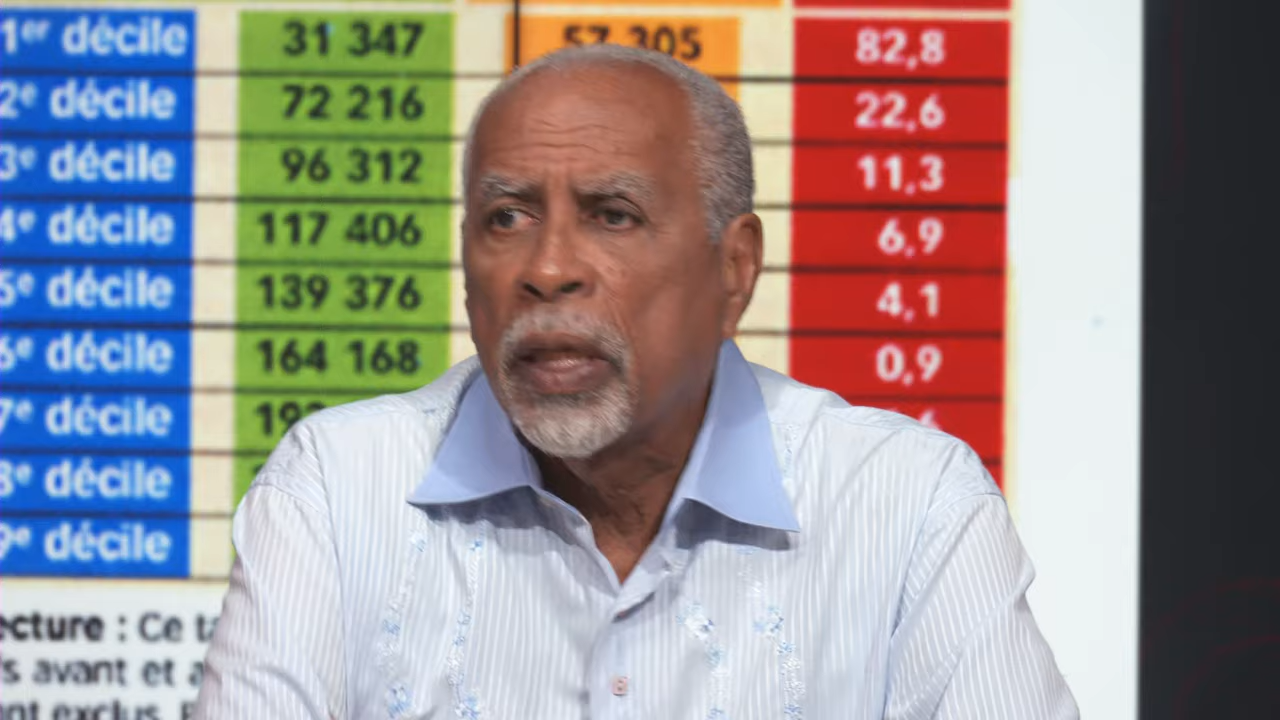 1er décile 31 347 57 305 82,8
2e décile 72 216 22,6
3e décile 96 312 11,3
4e décile 117 406 6,9
5e décile 139 376 4,1
6e décile 164 168 0,9
7e décile
8e décile
9e décile
ecture : Ce
avant et
exclus.